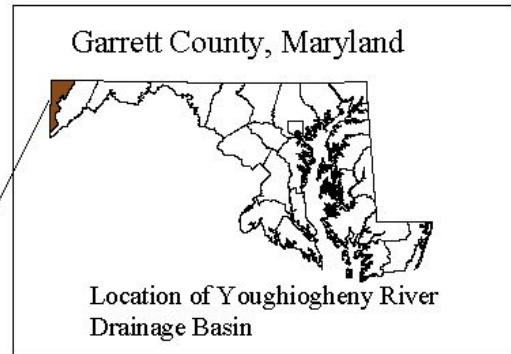 Garrett County, Maryland
Location of Youghiogheny River
Drainage Basin